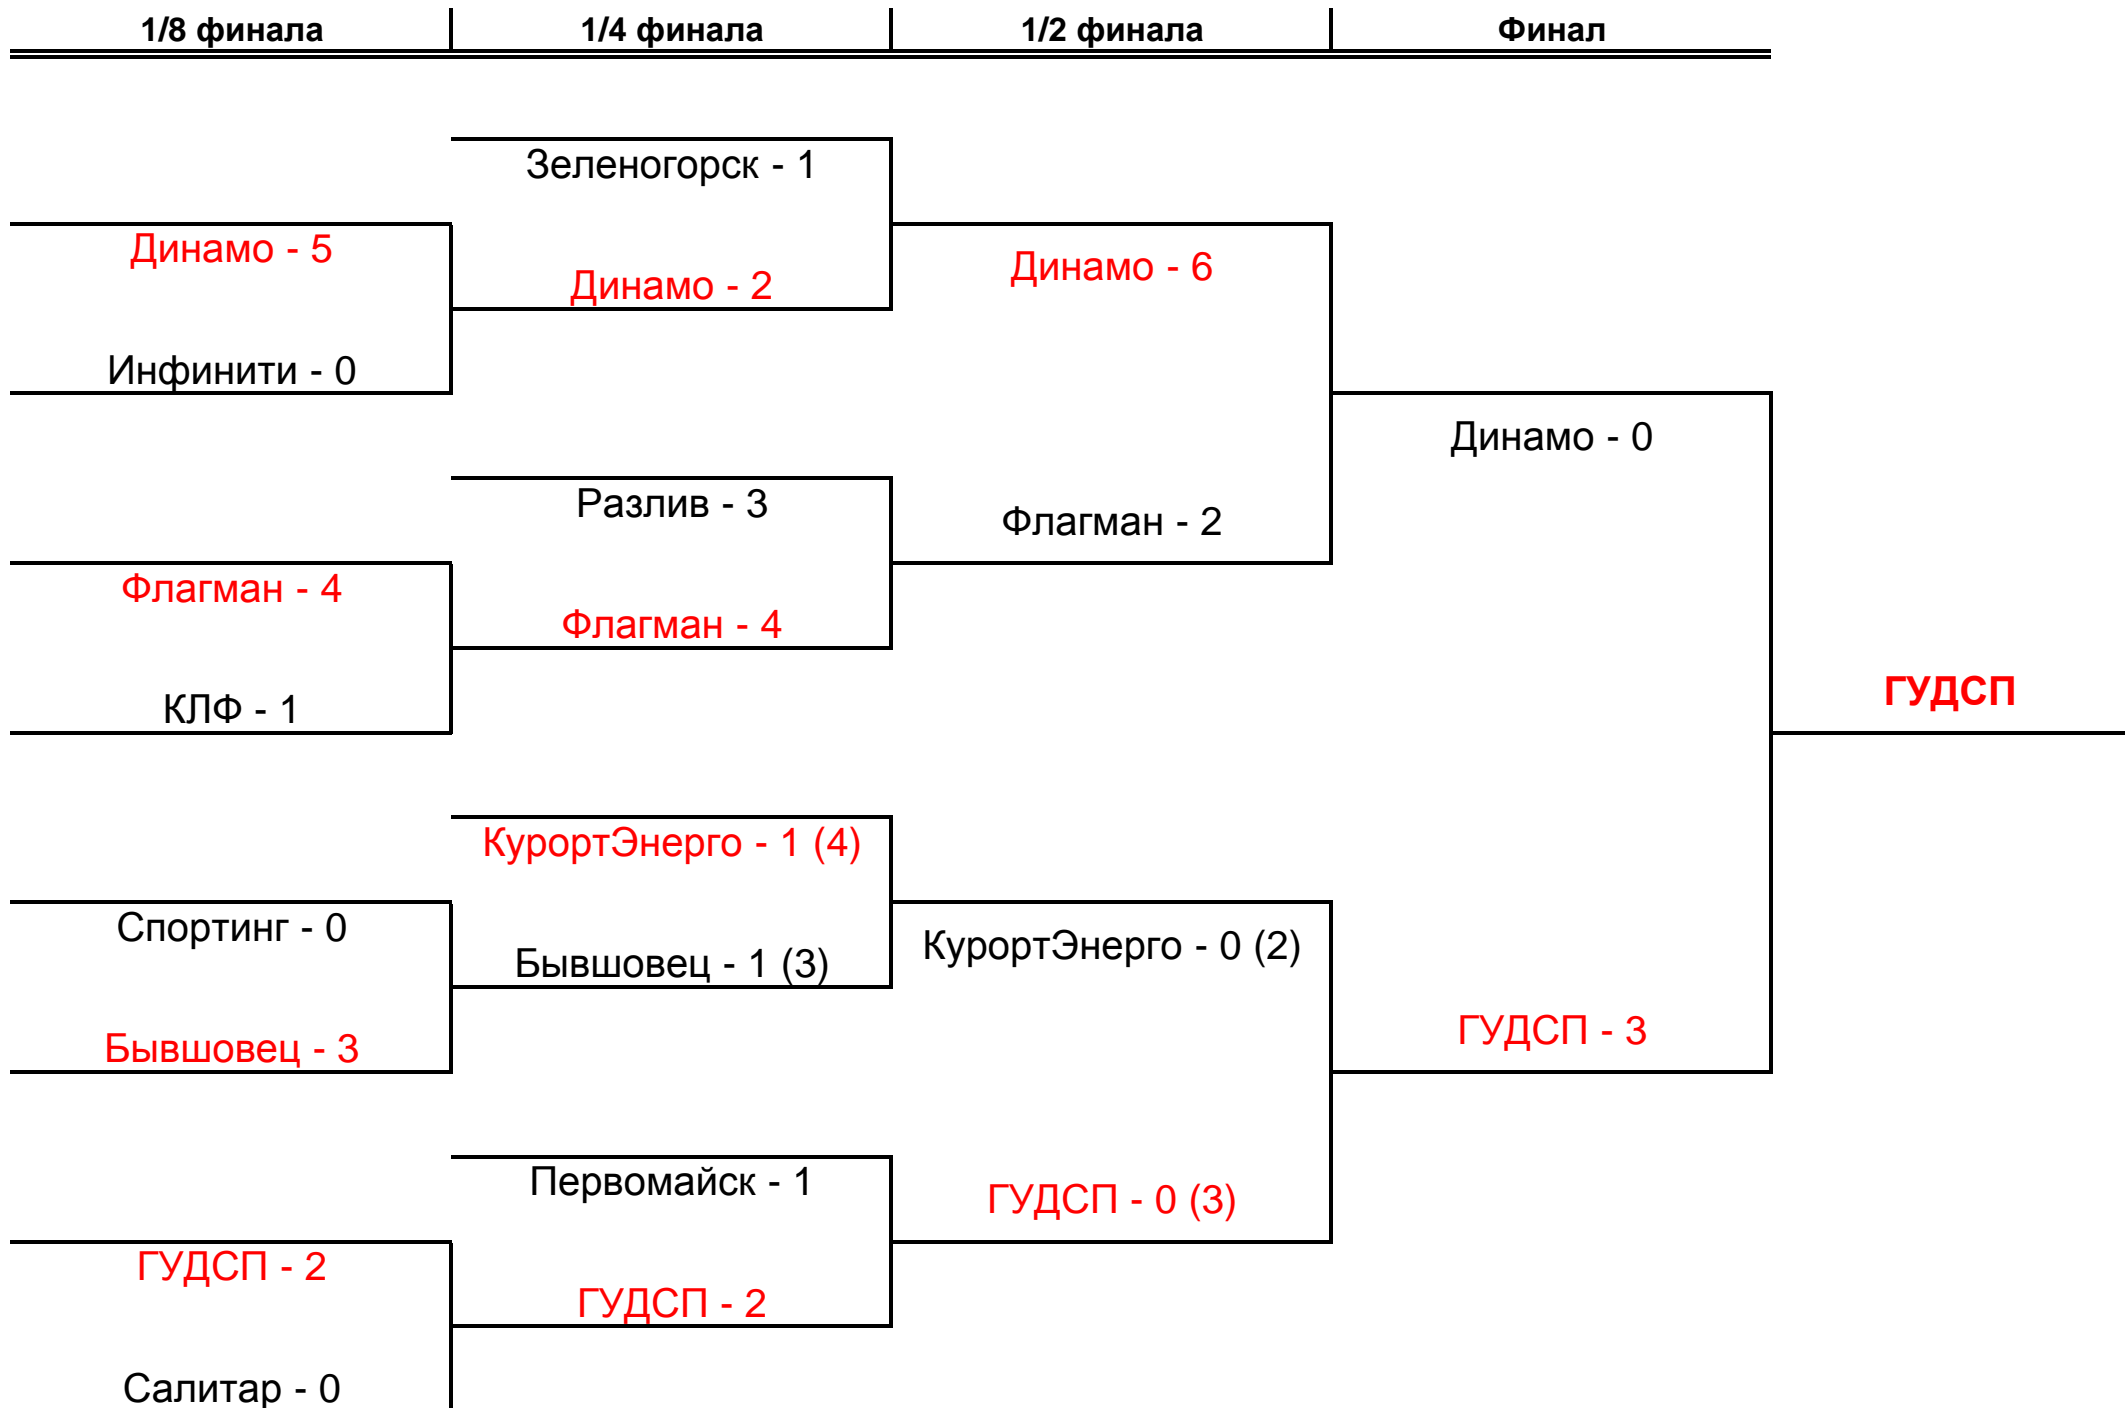 1/8 финала 1/4 финала 1/2 финала Финал
Зеленогорск - 1
Динамо - 5
Динамо - 2
Динамо - 6
Инфинити - 0
Динамо - 0
Разлив - 3
Флагман - 2
Флагман - 4
Флагман - 4
КЛФ - 1
ГУДСП
КурортЭнерго - 1 (4)
Спортинг - 0
Бывшовец - 1 (3)
КурортЭнерго - 0 (2)
Бывшовец - 3
ГУДСП - 3
Первомайск - 1
ГУДСП - 0 (3)
ГУДСП - 2
ГУДСП - 2
Салитар - 0